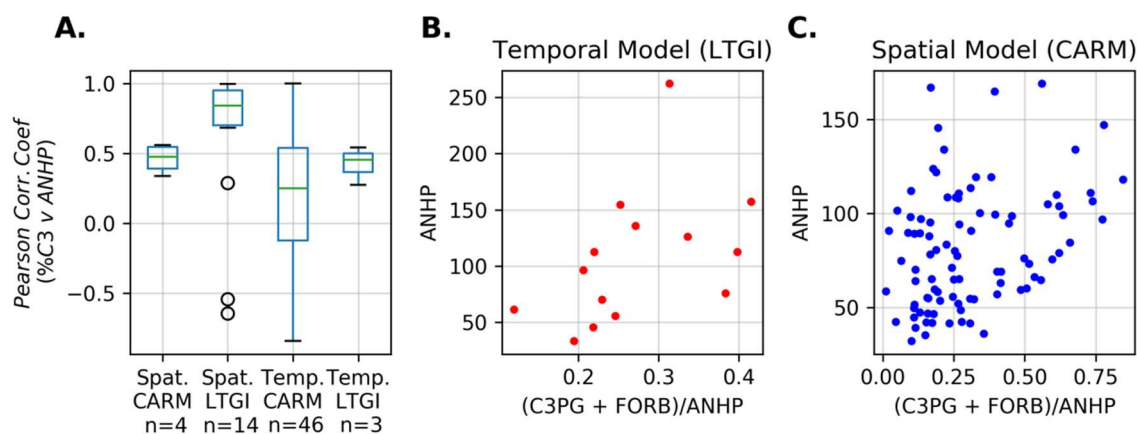 A.
Pearson Corr. Coef
(%C3 v ANHP)
1.0
0.5
0.0
−0.5
Spat.
CARM
n=4
Spat.
LTGI
n=14
Temp.
CARM
n=46
Temp.
LTGI
n=3
B.
Temporal Model (LTGI)
ANHP
250
200
150
100
50
0.2
0.3
0.4
(C3PG + FORB)/ANHP
C.
Spatial Model (CARM)
ANHP
150
100
50
0.00
0.25
0.50
0.75
(C3PG + FORB)/ANHP